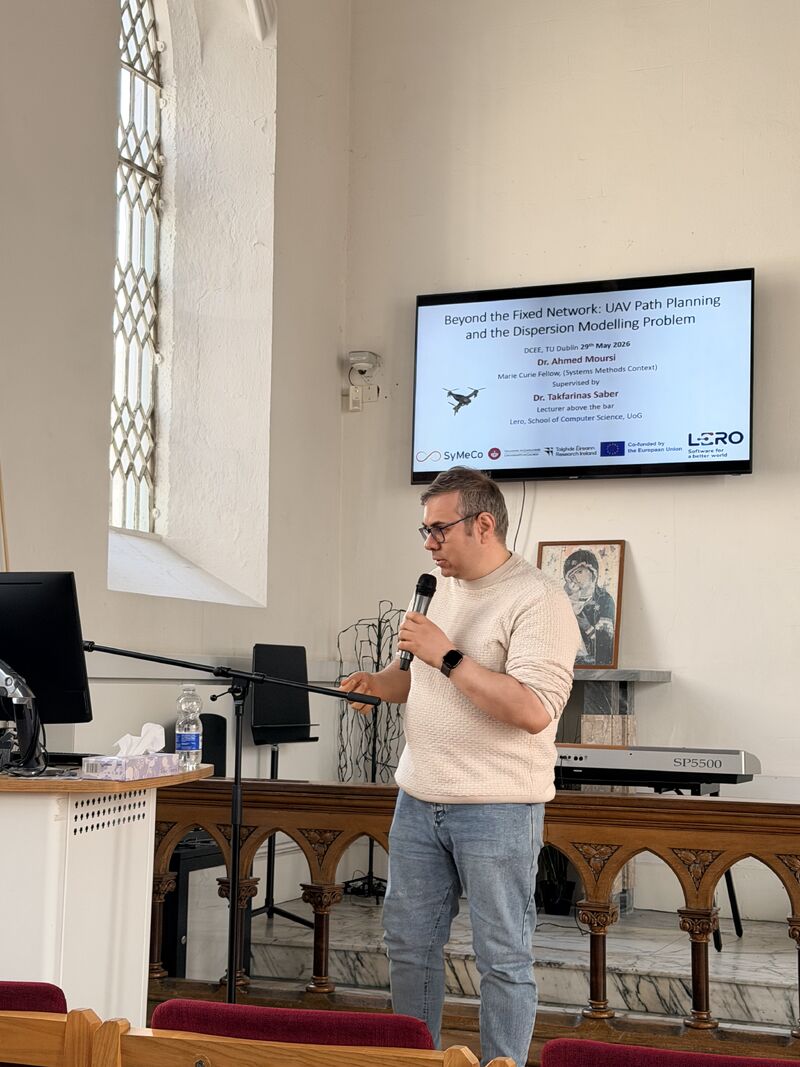 Beyond the Fixed Network: UAV Path Planning
and the Dispersion Modelling Problem
DCEE, TU Dublin 29th May 2026
Dr. Ahmed Moursi
Marie Curie Fellow, (Systems Methods Context)
Supervised by
Dr. Takfarinas Saber
Lecturer above the bar
Lero, School of Computer Science, UoG
SyMeCo
Taighde Éireann
Research Ireland
Co-funded by
the European Union
LERO
Software for
a better world
SP5500